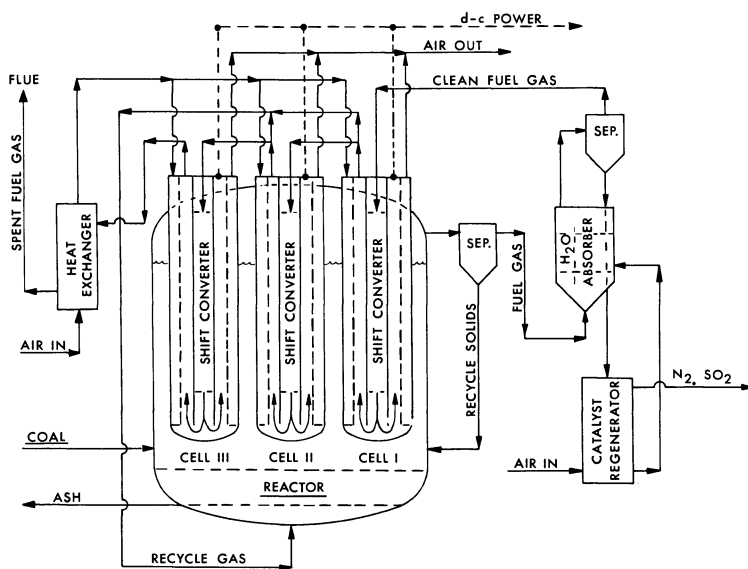 d-c POWER
AIR OUT
CLEAN FUEL GAS
FLUE
SPENT FUEL GAS
HEAT
EXCHANGER
AIR IN
SHIFT CONVERTER
SHIFT CONVERTER
SHIFT CONVERTER
SEP.
SEP.
FUEL GAS
H2O
ABSORBER
RECYCLE SOLIDS
N2, SO2
CATALYST
REGENERATOR
AIR IN
COAL
CELL III
CELL II
CELL I
REACTOR
ASH
RECYCLE GAS